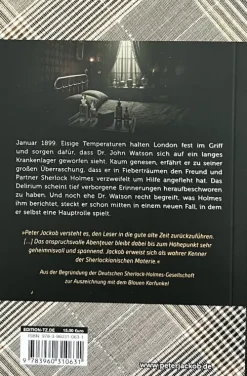 Januar 1899. Eisige Temperaturen halten London fest im Griff
und sorgen dafür, dass Dr. John Watson sich auf ein langes
Krankenlager geworfen sieht. Kaum genesen, erfährt er zu seiner
großen Überraschung, dass er in Fieberträumen den Freund und
Partner Sherlock Holmes verzweifelt um Hilfe angefleht hat. Das
Delirium scheint tief verborgene Erinnerungen heraufbeschworen
zu haben. Und noch ehe Dr. Watson recht begreift, was Holmes
ihm berichtet, steckt er schon mitten in einem neuen Fall, in dem
er selbst eine Hauptrolle spielt.
»Peter Jackob versteht es, den Leser in die gute alte Zeit zurückzuführen.
[...] Das anspruchsvolle Abenteuer bleibt dabei bis zum Höhepunkt sehr
geheimnisvoll und spannend. Jackob erweist sich als wahrer Kenner
der Sherlockianischen Materie.«
Aus der Begründung der Deutschen Sherlock-Holmes-Gesellschaft
zur Auszeichnung mit dem Blauen Karfunkel
EDITION-TZ.DE
9 783960 310631
www.peterjackob.de